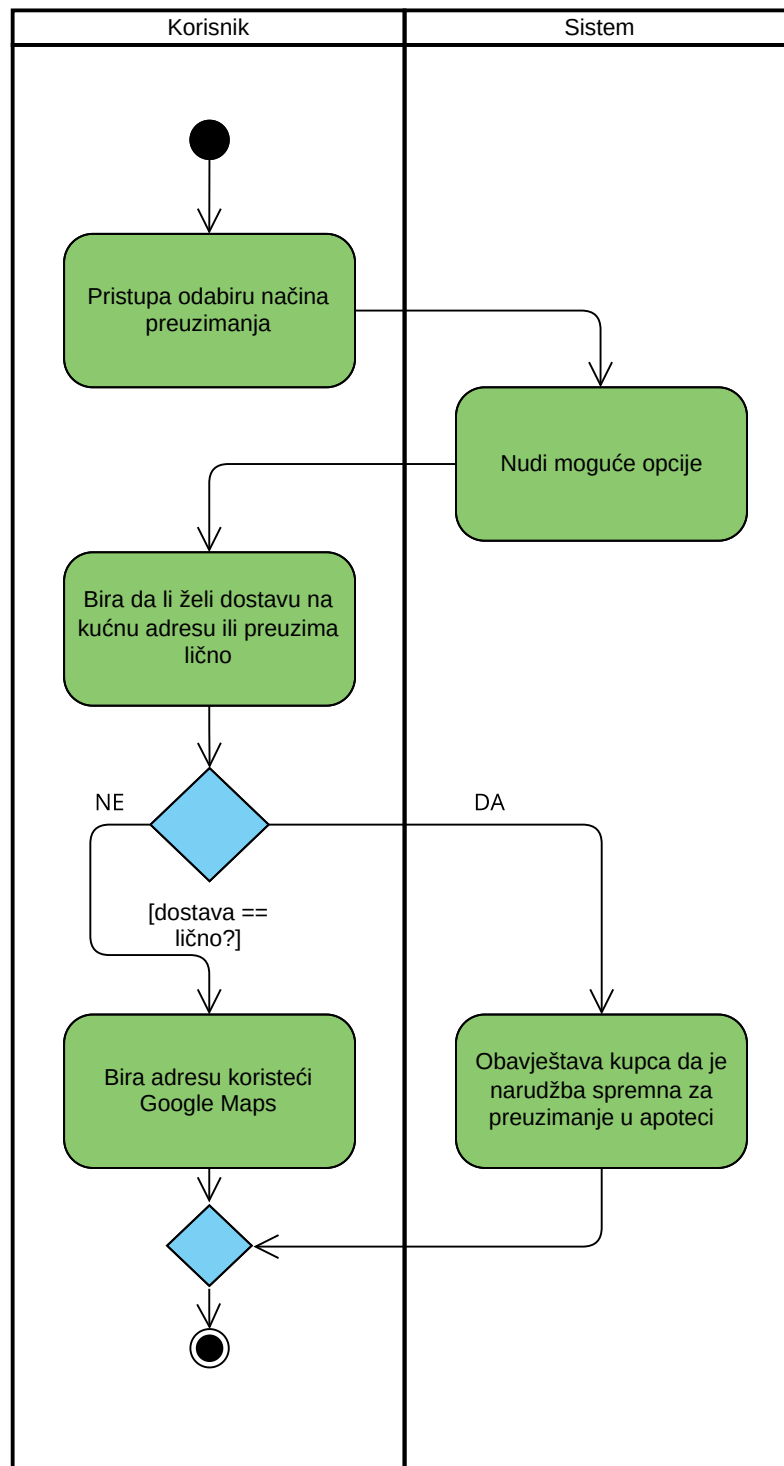 Korisnik
Sistem
Pristupa odabiru načina
preuzimanja
Nudi moguće opcije
Bira da li želi dostavu na
kućnu adresu ili preuzima
lično
NE
DA
[dostava ==
lično?]
Bira adresu koristeći
Google Maps
Obavještava kupca da je
narudžba spremna za
preuzimanje u apoteci